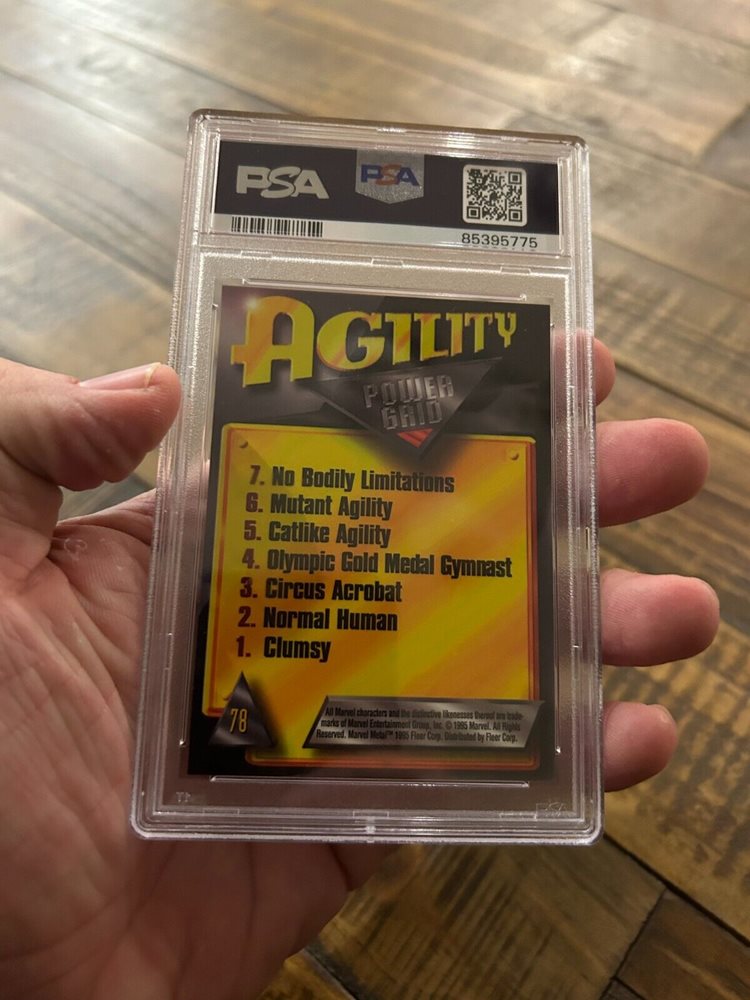 PSA
PSA
85395775
AGILITY
POWER
GRID
7. No Bodily Limitations
6. Mutant Agility
5. Catlike Agility
4. Olympic Gold Medal Gymnast
3. Circus Acrobat
2. Normal Human
1. Clumsy
78
All Marvel characters and the distinctive likenesses thereof are trade-
marks of Marvel Entertainment Group, Inc. © 1995 Marvel. All Rights
Reserved. Marvel Metal™ 1995 Fleer Corp. Distributed by Fleer Corp.